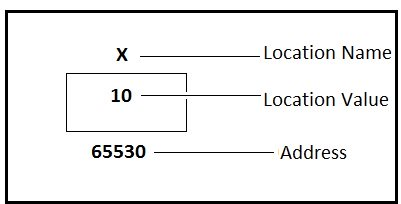 X Location Name
10 Location Value
65530 Address